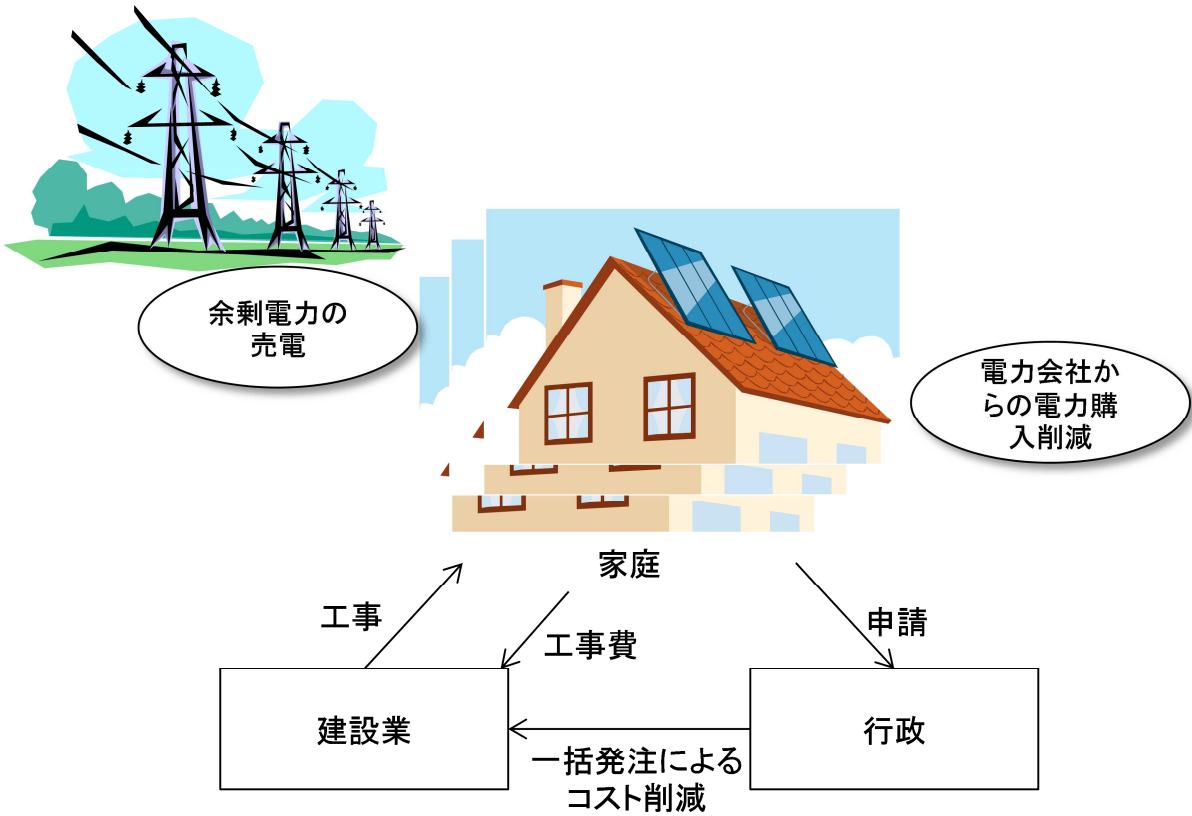 余剰電力の
売電
電力会社か
らの電力購
入削減
家庭
工事
工事費
申請
建設業
行政
一括発注による
コスト削減